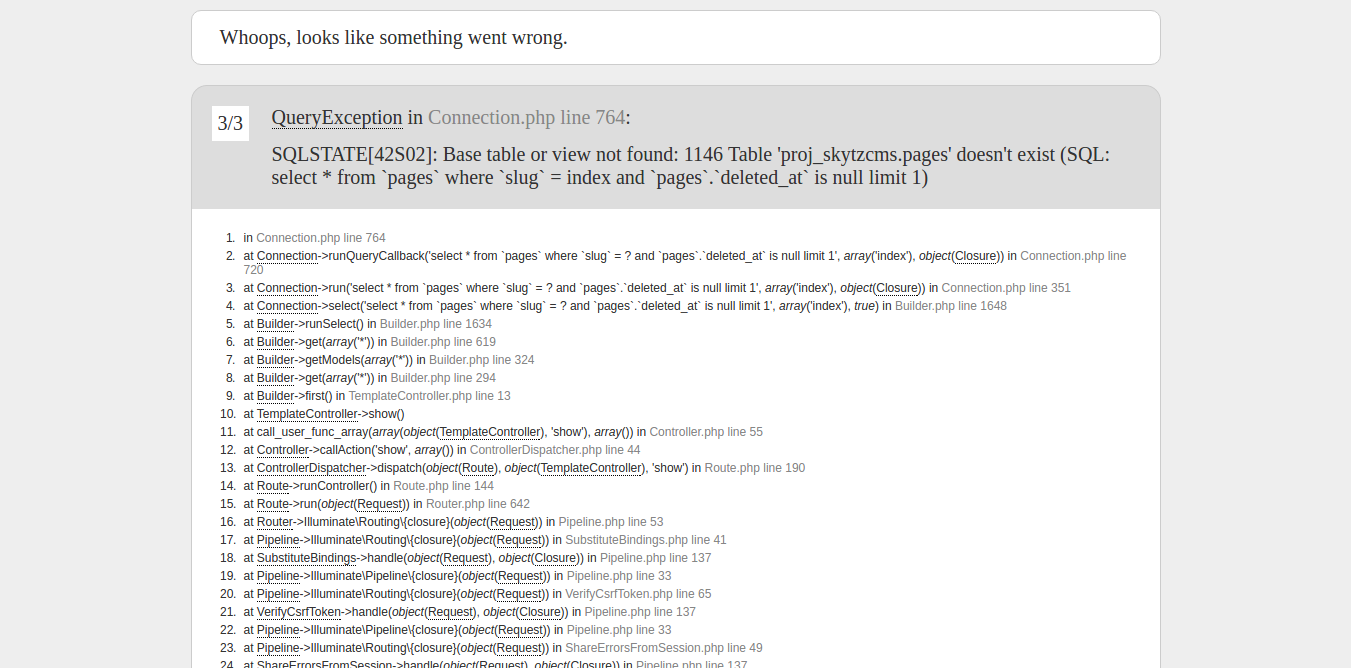 Whoops, looks like something went wrong.
3/3
QueryException in Connection.php line 764:
SQLSTATE[42S02]: Base table or view not found: 1146 Table 'proj_skytzcms.pages' doesn't exist (SQL:
select * from `pages` where `slug` = index and `pages`.`deleted_at` is null limit 1)
1. in Connection.php line 764
2. at Connection->runQueryCallback('select * from `pages` where `slug` = ? and `pages`.`deleted_at` is null limit 1', array('index'), object(Closure)) in Connection.php line
720
3. at Connection->run('select * from `pages` where `slug` = ? and `pages`.`deleted_at` is null limit 1', array('index'), object(Closure)) in Connection.php line 351
4. at Connection->select('select * from `pages` where `slug` = ? and `pages`.`deleted_at` is null limit 1', array('index'), true) in Builder.php line 1648
5. at Builder->runSelect() in Builder.php line 1634
6. at Builder->get(array('*')) in Builder.php line 619
7. at Builder->getModels(array('*')) in Builder.php line 324
8. at Builder->get(array('*')) in Builder.php line 294
9. at Builder->first() in TemplateController.php line 13
10. at TemplateController->show()
11. at call_user_func_array(array(object(TemplateController), 'show'), array()) in Controller.php line 55
12. at Controller->callAction('show', array()) in ControllerDispatcher.php line 44
13. at ControllerDispatcher->dispatch(object(Route), object(TemplateController), 'show') in Route.php line 190
14. at Route->runController() in Route.php line 144
15. at Route->run(object(Request)) in Router.php line 642
16. at Router->Illuminate\Routing\{closure}(object(Request)) in Pipeline.php line 53
17. at Pipeline->Illuminate\Routing\{closure}(object(Request)) in SubstituteBindings.php line 41
18. at SubstituteBindings->handle(object(Request), object(Closure)) in Pipeline.php line 137
19. at Pipeline->Illuminate\Pipeline\{closure}(object(Request)) in Pipeline.php line 33
20. at Pipeline->Illuminate\Routing\{closure}(object(Request)) in VerifyCsrfToken.php line 65
21. at VerifyCsrfToken->handle(object(Request), object(Closure)) in Pipeline.php line 137
22. at Pipeline->Illuminate\Pipeline\{closure}(object(Request)) in Pipeline.php line 33
23. at Pipeline->Illuminate\Routing\{closure}(object(Request)) in ShareErrorsFromSession.php line 49
24. at ShareErrorsFromSession->handle(object(Request), object(Closure)) in Pipeline.php line 137